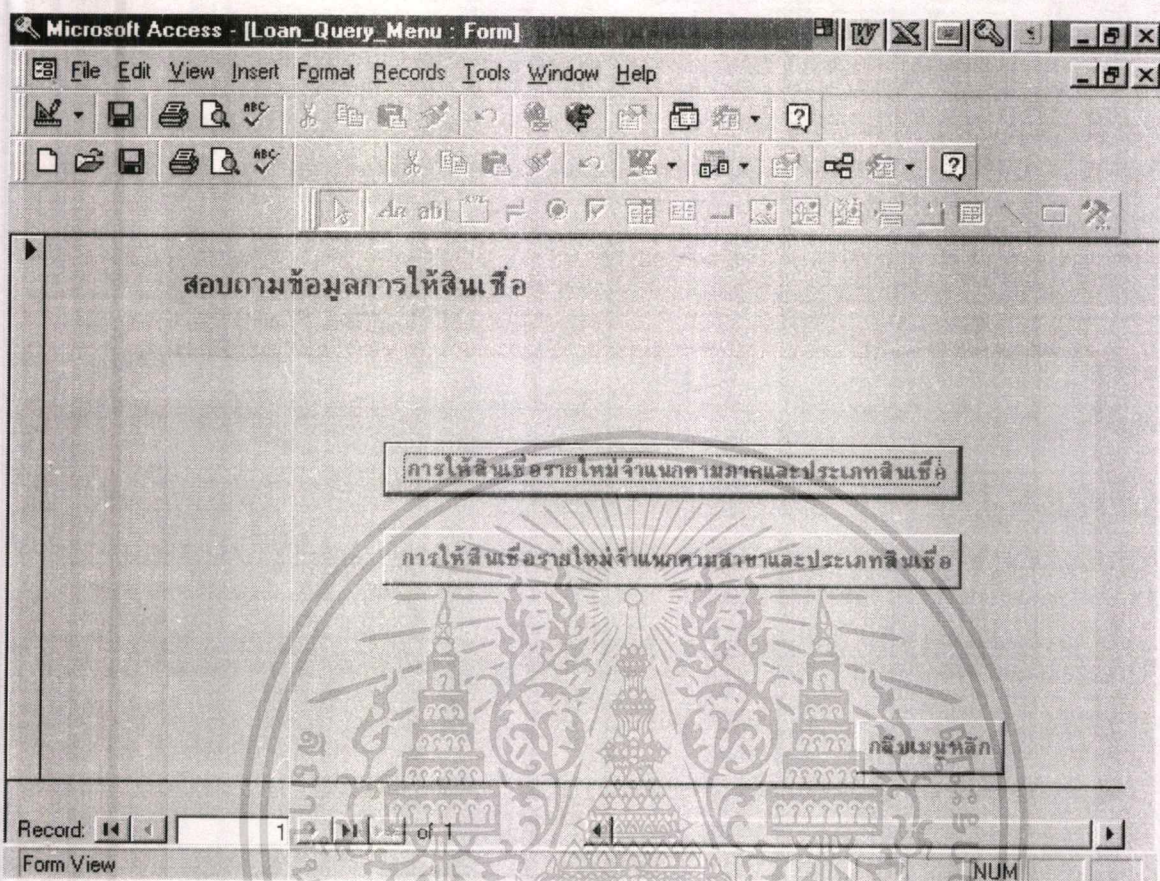 Microsoft Access - [Loan_Query_Menu : Form]
File Edit View Insert Format Records Tools Window Help
สอบถามข้อมูลการให้สินเชื่อ
การให้สินเชื่อรายใหม่จำแนกตามภาคและประเภทสินเชื่อ
การให้สินเชื่อรายใหม่จำแนกตามสาขาและประเภทสินเชื่อ
กลับเมนูหลัก
Record: 1 of 1
Form View NUM